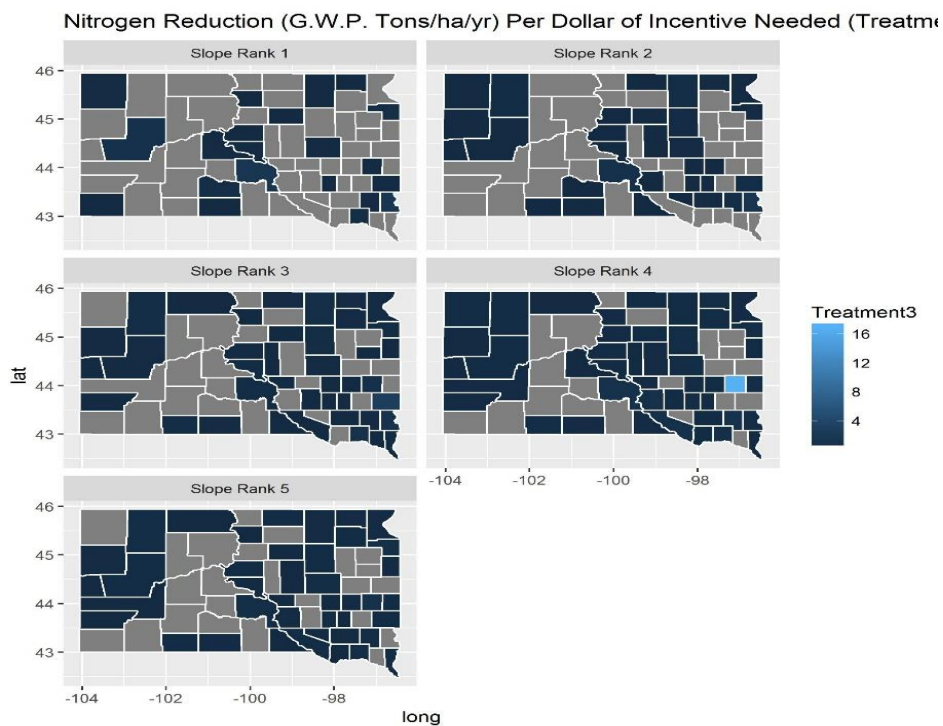 Nitrogen Reduction (G.W.P. Tons/ha/yr) Per Dollar of Incentive Needed (Treatme
Slope Rank 1
Slope Rank 2
46
45
44
43
Slope Rank 3
Slope Rank 4
46
45
44
43
-104
-102
-100
-98
Slope Rank 5
46
45
44
43
-104
-102
-100
-98
lat
long
Treatment3
16
12
8
4